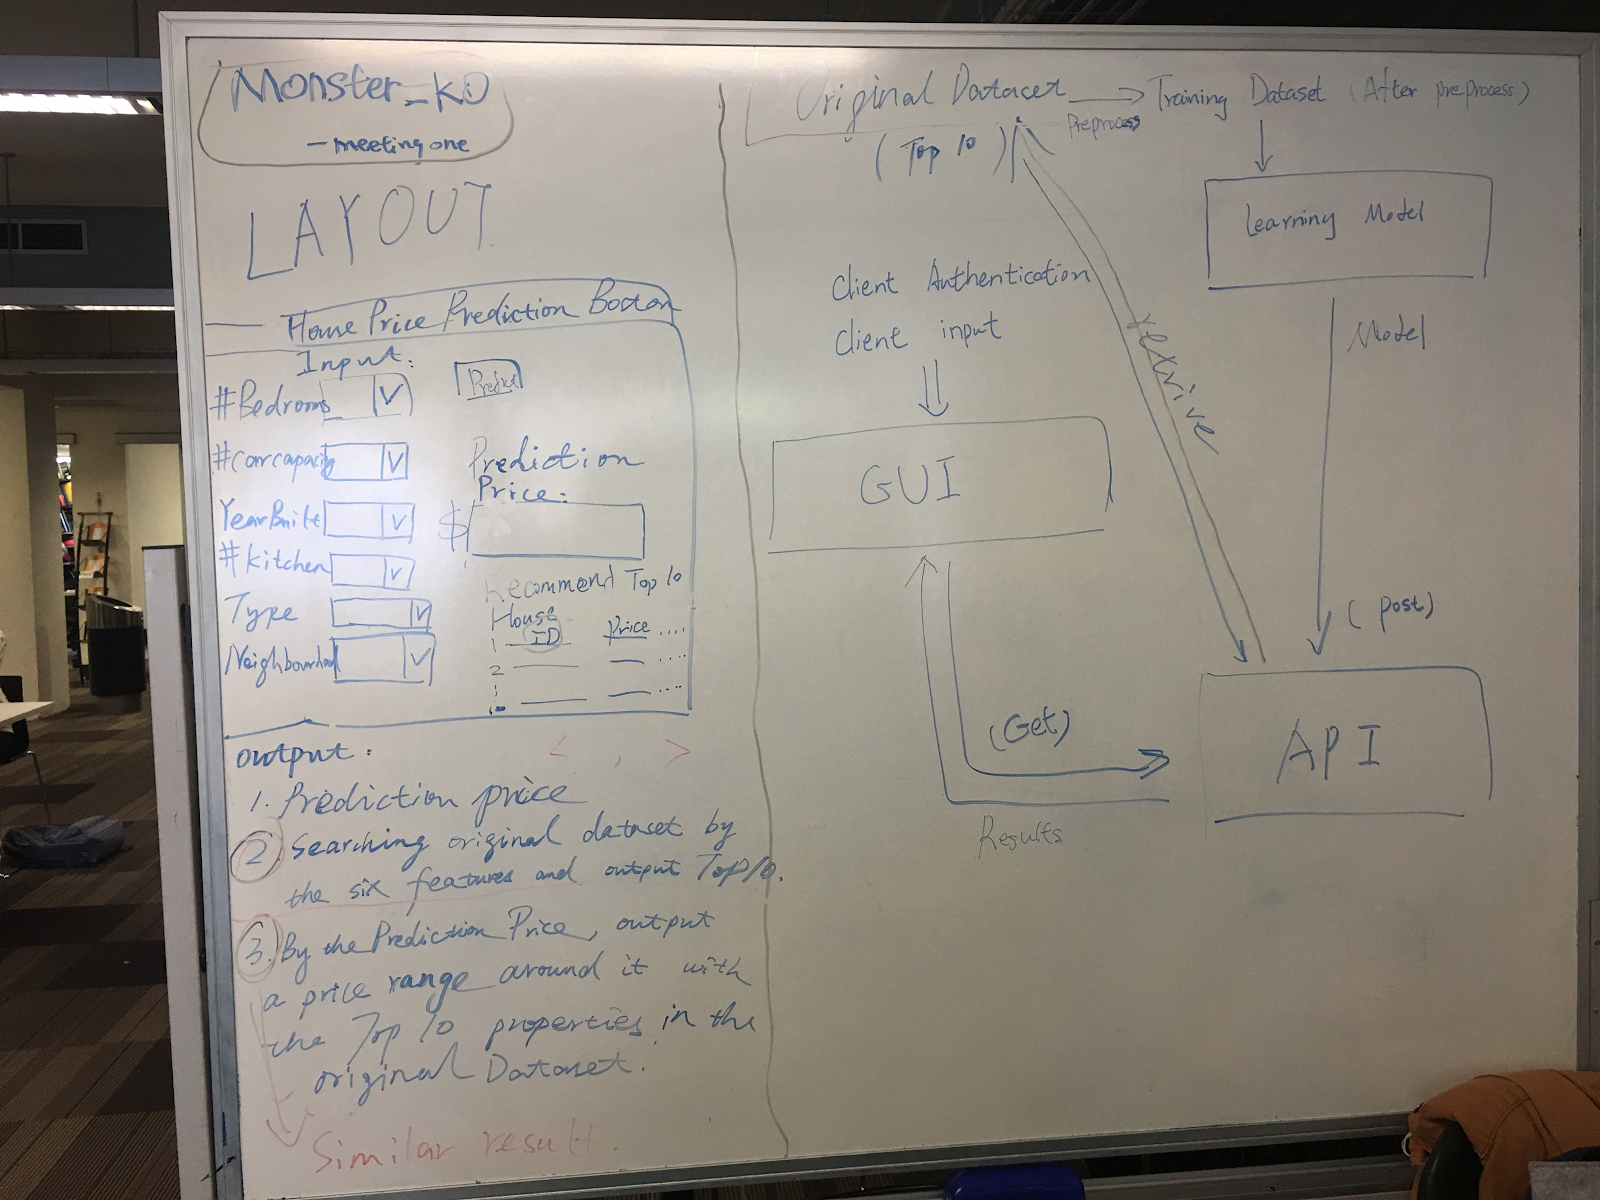 Monster_KO
- meeting one
LAYOUT
Home Price Prediction Boston
Input:
#Bedrooms
V
Predict
#carcapacity
V
YearBuilt
V
#kitchen
V
Type
V
Neighbourhood
V
Prediction
Price:
$
Recommend Top 10
House
ID Price ....
1
2 ....
10 ....
output:
< , >
1. Prediction price
2. Searching original dataset by
the six features and output Top10.
3. By the Prediction Price, output
a price range around it with
the Top 10 properties in the
original Dataset.
Similar result.
Original Dataset → Training Dataset (After preprocess)
Preprocess
(Top 10)
Learning Model
Client Authentication
Client input
retrive
Model
GUI
(post)
(Get)
API
Results